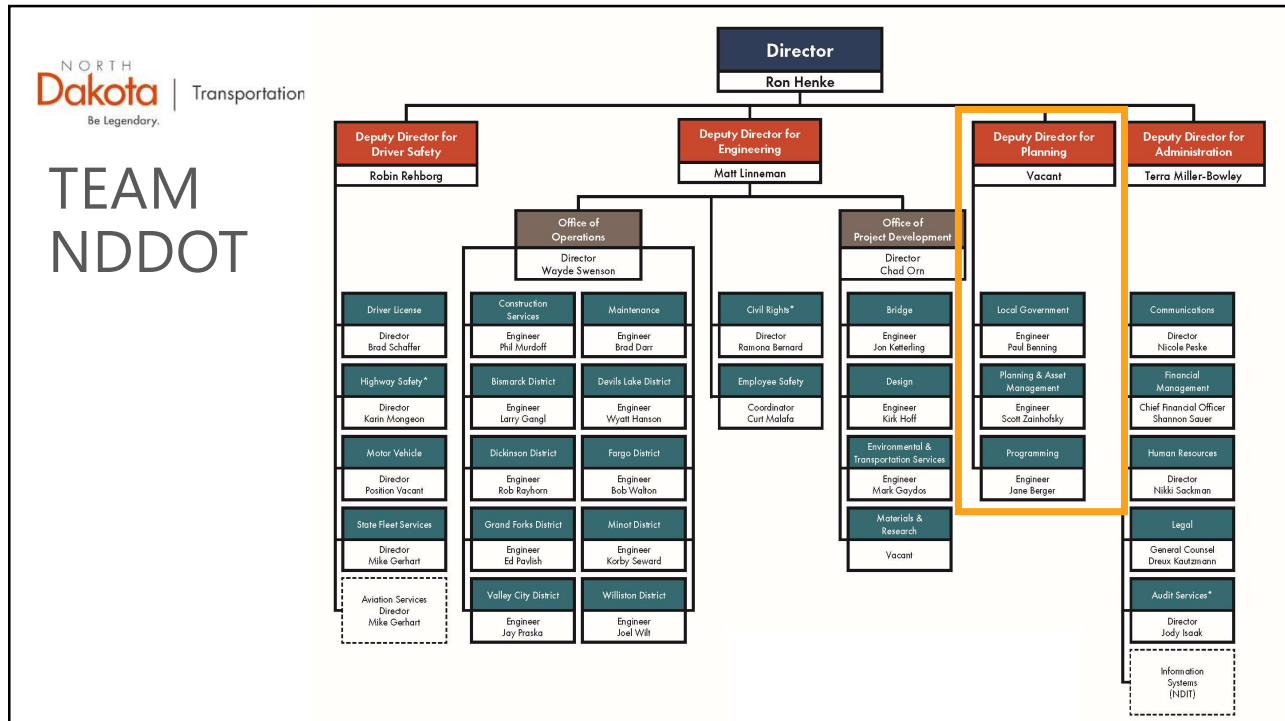 NORTH
Dakota
Be Legendary.
Transportation
TEAM
NDDOT
Director
Ron Henke
Deputy Director for
Driver Safety
Robin Rehborg
Deputy Director for
Engineering
Matt Linneman
Deputy Director for
Planning
Vacant
Deputy Director for
Administration
Terra Miller-Bowley
Office of
Operations
Director
Wayde Swenson
Office of
Project Development
Director
Chad Orn
Driver License
Director
Brad Schaffer
Highway Safety*
Director
Karin Mongeon
Motor Vehicle
Director
Position Vacant
State Fleet Services
Director
Mike Gerhart
Aviation Services
Director
Mike Gerhart
Construction
Services
Engineer
Phil Murdoff
Bismarck District
Engineer
Larry Gangl
Dickinson District
Engineer
Rob Rayhorn
Grand Forks District
Engineer
Ed Pavlish
Valley City District
Engineer
Jay Praska
Maintenance
Engineer
Brad Darr
Devils Lake District
Engineer
Wyatt Hanson
Fargo District
Engineer
Bob Walton
Minot District
Engineer
Korby Seward
Williston District
Engineer
Joel Wilt
Civil Rights*
Director
Ramona Bernard
Employee Safety
Coordinator
Curt Malafa
Bridge
Engineer
Jon Ketterling
Design
Engineer
Kirk Hoff
Environmental &
Transportation Services
Engineer
Mark Gaydos
Materials &
Research
Vacant
Local Government
Engineer
Paul Benning
Planning & Asset
Management
Engineer
Scott Zainhofsky
Programming
Engineer
Jane Berger
Communications
Director
Nicole Peske
Financial
Management
Chief Financial Officer
Shannon Sauer
Human Resources
Director
Nikki Sackman
Legal
General Counsel
Dreux Kautzmann
Audit Services*
Director
Jody Isaak
Information
Systems
(NDIT)